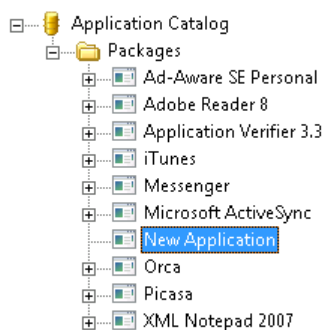 Application Catalog
Packages
Ad-Aware SE Personal
Adobe Reader 8
Application Verifier 3.3
iTunes
Messenger
Microsoft ActiveSync
New Application
Orca
Picasa
XML Notepad 2007